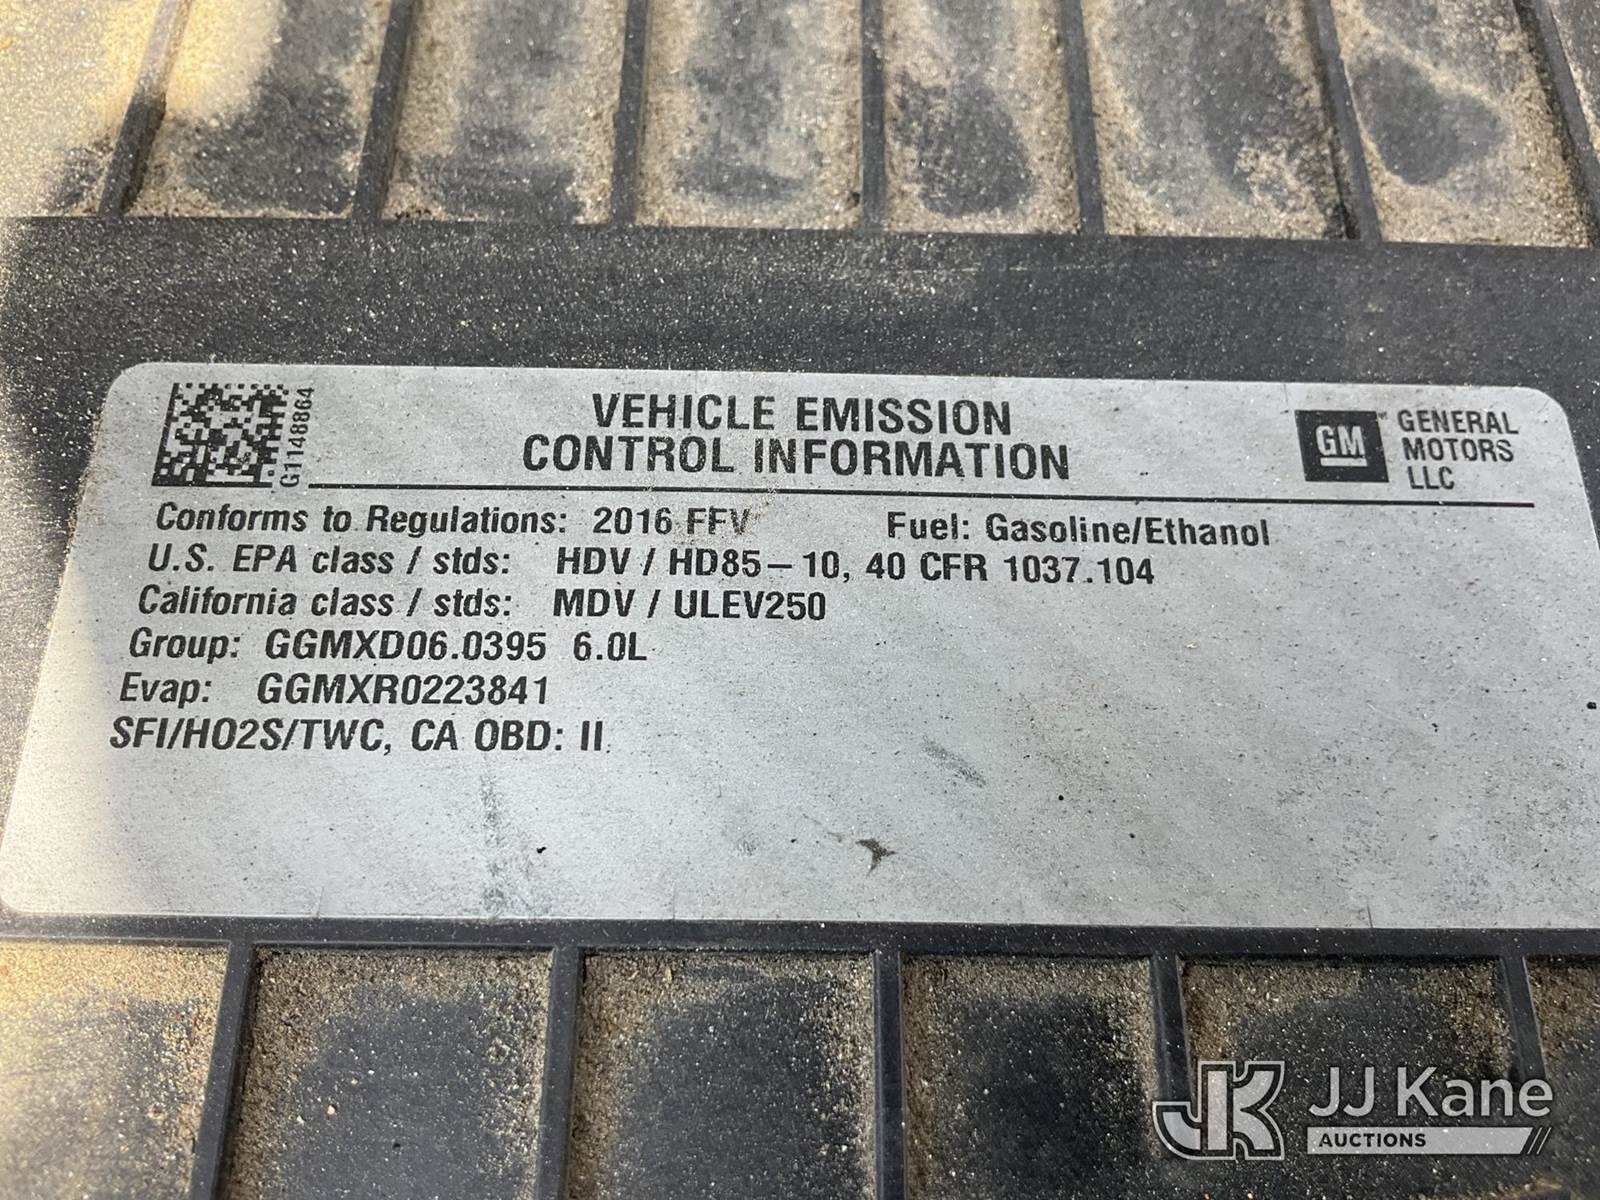 G1148864
VEHICLE EMISSION
CONTROL INFORMATION
GM
GENERAL
MOTORS
LLC
Conforms to Regulations: 2016 FFV Fuel: Gasoline/Ethanol
U.S. EPA class / stds: HDV / HD85–10, 40 CFR 1037.104
California class / stds: MDV / ULEV250
Group: GGMXD06.0395 6.0L
Evap: GGMXR0223841
SFI/HO2S/TWC, CA OBD: II
JK JJ Kane
AUCTIONS